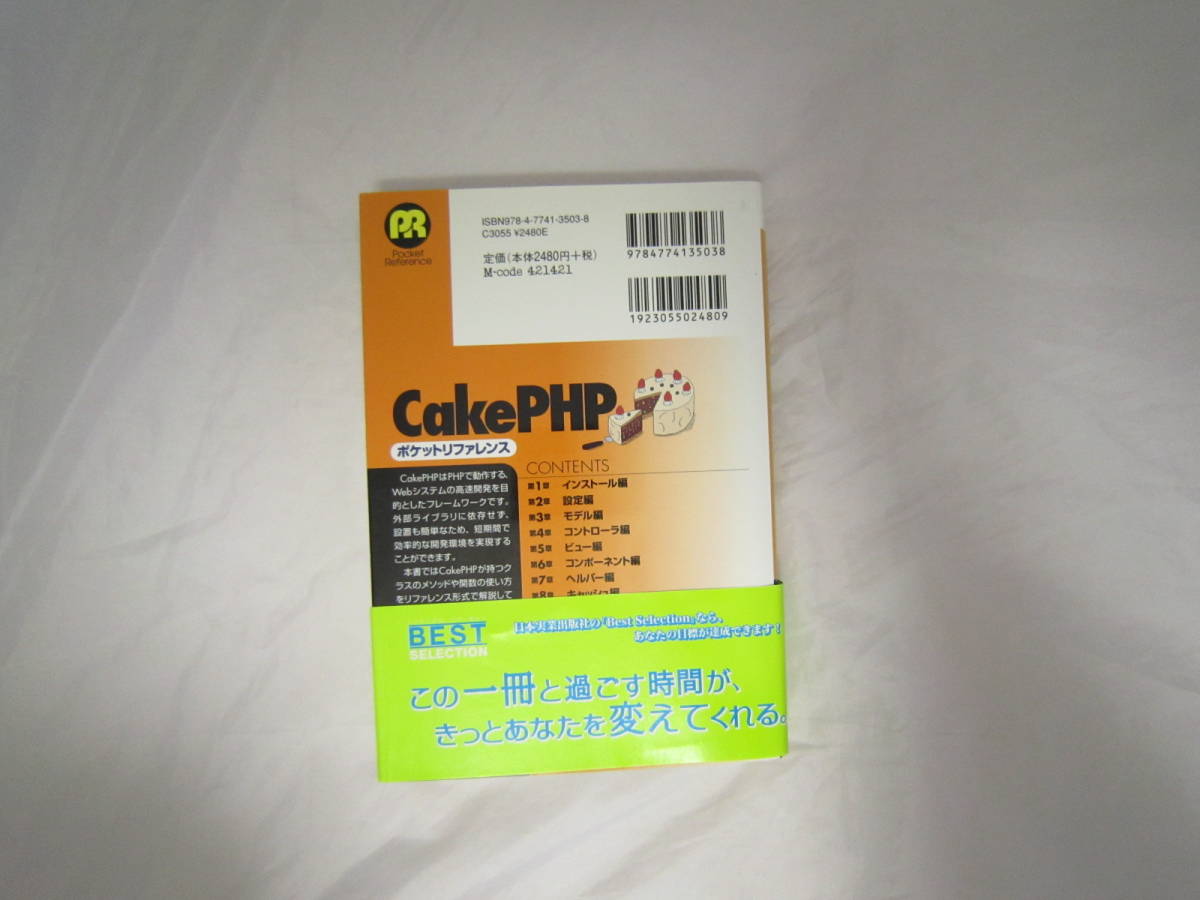 PR
Pocket
Reference
ISBN978-4-7741-3503-8
C3055 ¥2480E
定価(本体2480円+税)
M-code 421421
9784774135038
1923055024809
CakePHP
ポケットリファレンス
CakePHPはPHPで動作する、
Webシステムの高速開発を目
的としたフレームワークです。
外部ライブラリに依存せず、
設置も簡単なため、短期間で
効率的な開発環境を実現する
ことができます。
本書ではCakePHPが持つク
ラスのメソッドや関数の使い方
をリファレンス形式で解説して
CONTENTS
第1章 インストール編
第2章 設定編
第3章 モデル編
第4章 コントローラ編
第5章 ビュー編
第6章 コンポーネント編
第7章 ヘルパー編
第8章 キャッシュ編
BEST
SELECTION
日本実業出版社の「Best Selection」なら、
あなたの目標が達成できます!
この一冊と過ごす時間が、
きっとあなたを変えてくれる。